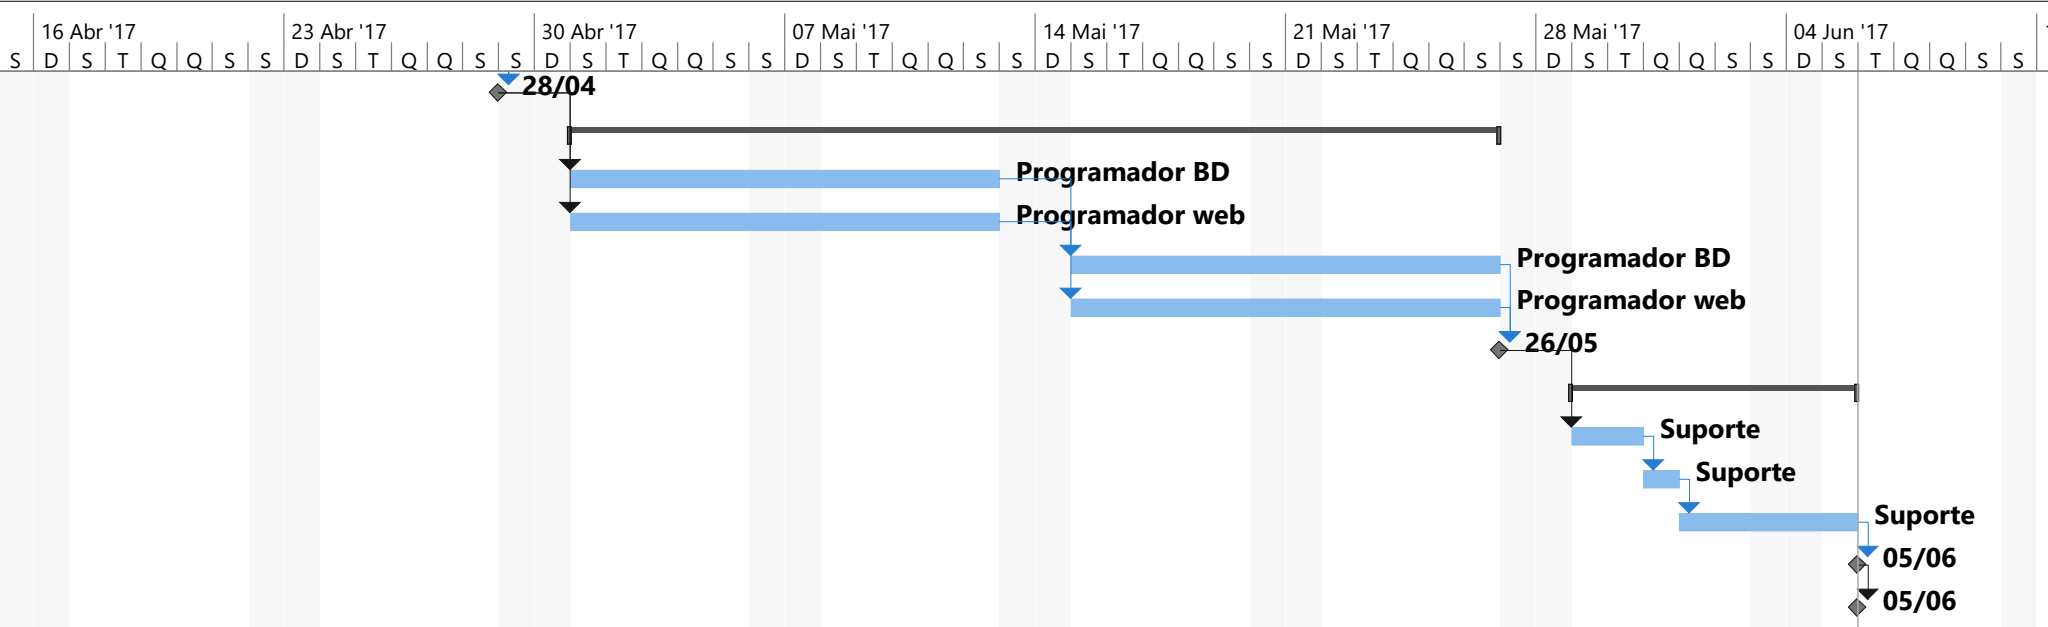 16 Abr '17 23 Abr '17 30 Abr '17 07 Mai '17 14 Mai '17 21 Mai '17 28 Mai '17 04 Jun '17
S D S T Q Q S S D S T Q Q S S D S T Q Q S S D S T Q Q S S D S T Q Q S S D S T Q Q S S D S T Q Q S S D S T Q Q S S
28/04
Programador BD
Programador web
Programador BD
Programador web
26/05
Suporte
Suporte
Suporte
05/06
05/06